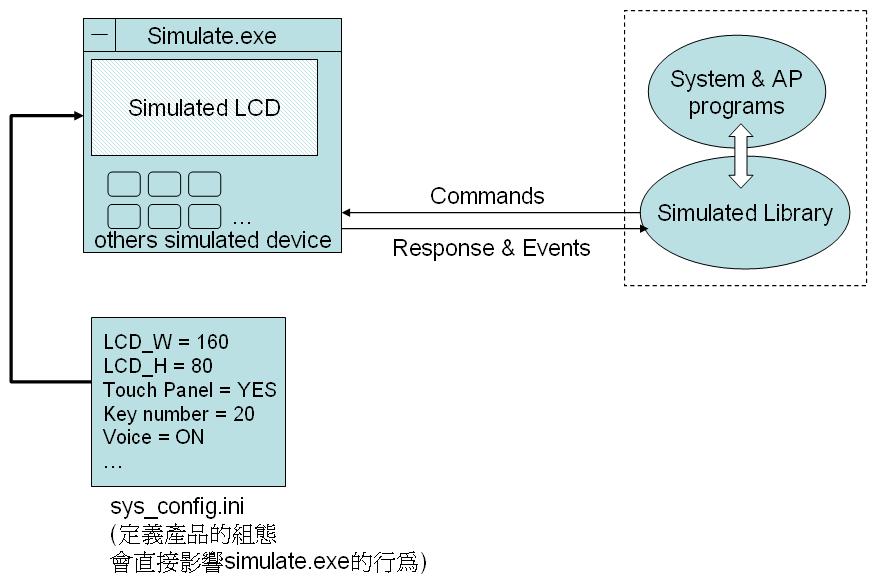 Simulate.exe
Simulated LCD
...
others simulated device
System & AP
programs
Simulated Library
Commands
Response & Events
LCD_W = 160
LCD_H = 80
Touch Panel = YES
Key number = 20
Voice = ON
...
sys_config.ini
(定義產品的組態
會直接影響simulate.exe的行為)